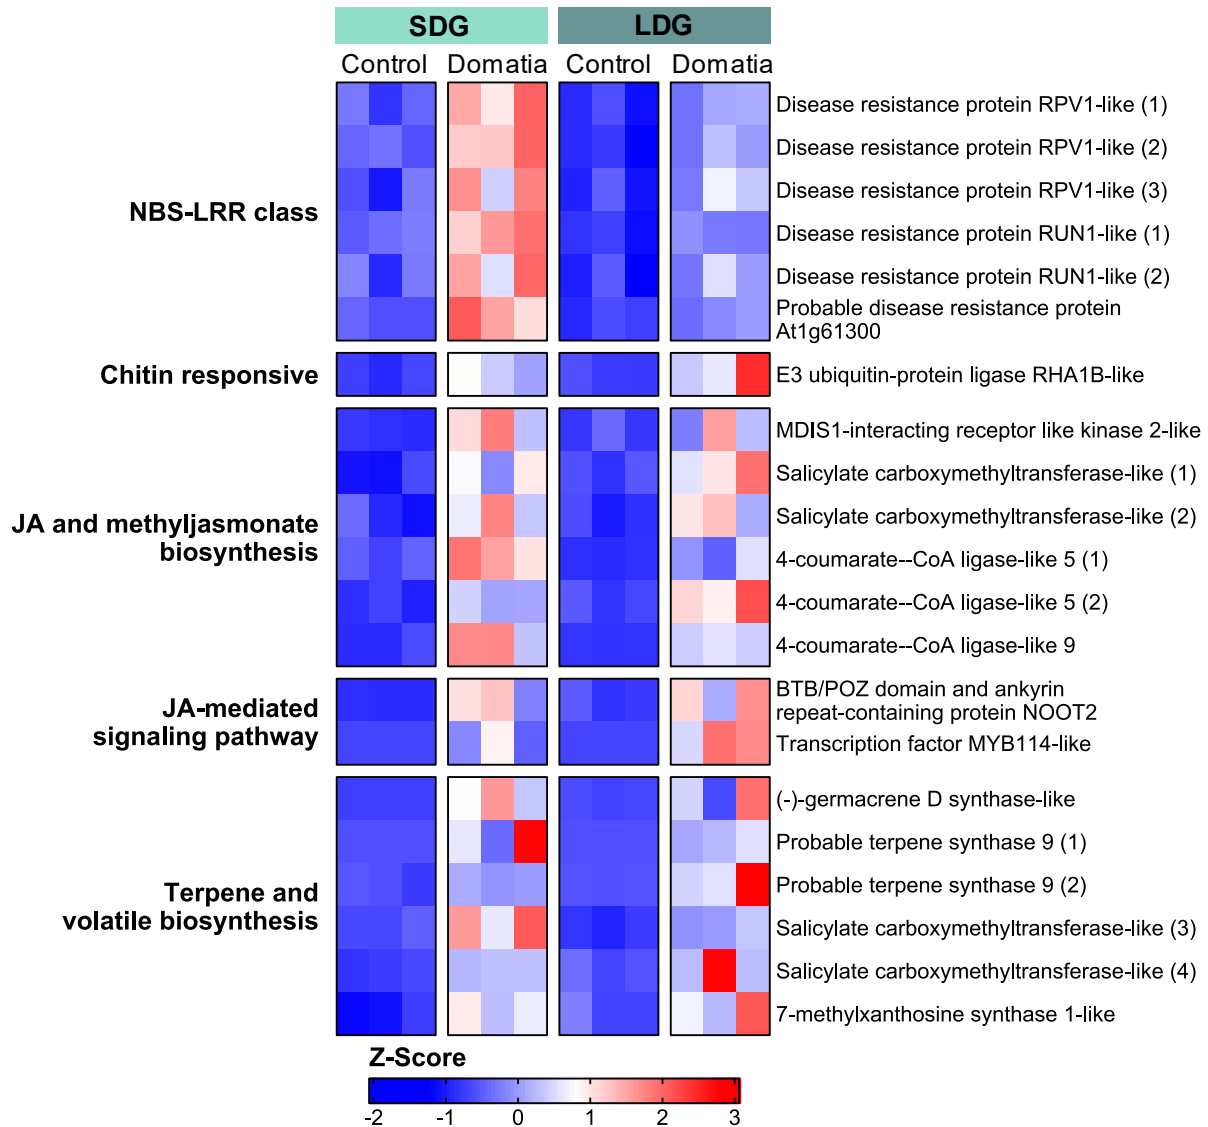 SDG
LDG
Control
Domatia
Control
Domatia
NBS-LRR class
Disease resistance protein RPV1-like (1)
Disease resistance protein RPV1-like (2)
Disease resistance protein RPV1-like (3)
Disease resistance protein RUN1-like (1)
Disease resistance protein RUN1-like (2)
Probable disease resistance protein
At1g61300
Chitin responsive
E3 ubiquitin-protein ligase RHA1B-like
JA and methyljasmonate
biosynthesis
MDIS1-interacting receptor like kinase 2-like
Salicylate carboxymethyltransferase-like (1)
Salicylate carboxymethyltransferase-like (2)
4-coumarate--CoA ligase-like 5 (1)
4-coumarate--CoA ligase-like 5 (2)
4-coumarate--CoA ligase-like 9
JA-mediated
signaling pathway
BTB/POZ domain and ankyrin
repeat-containing protein NOOT2
Transcription factor MYB114-like
Terpene and
volatile biosynthesis
(-)-germacrene D synthase-like
Probable terpene synthase 9 (1)
Probable terpene synthase 9 (2)
Salicylate carboxymethyltransferase-like (3)
Salicylate carboxymethyltransferase-like (4)
7-methylxanthosine synthase 1-like
Z-Score
-2 -1 0 1 2 3